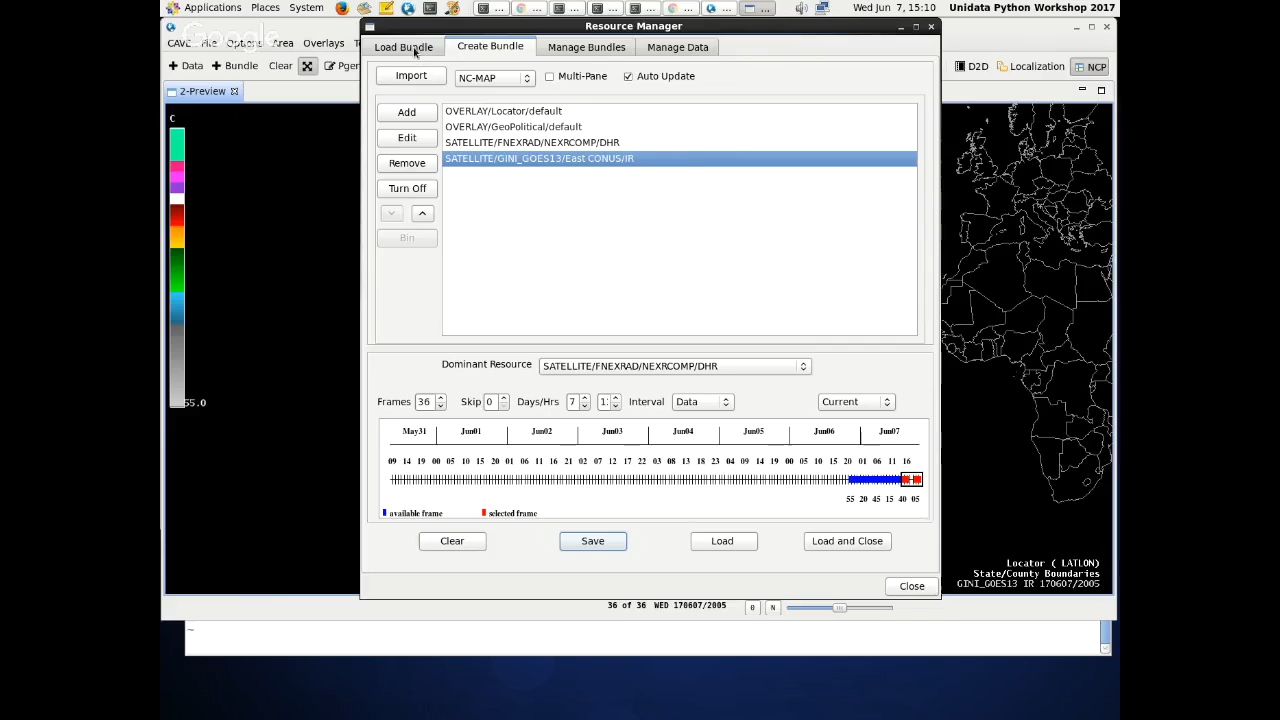 Applications Places System
Wed Jun 7, 15:10
Unidata Python Workshop 2017
Resource Manager
CAVE File Options Area Overlays
Google
Load Bundle Create Bundle Manage Bundles Manage Data
Data Bundle Clear
D2D Localization NCP
Import NC-MAP Multi-Pane Auto Update
2-Preview
C
55.0
Add
Edit
Remove
Turn Off
Bin
OVERLAY/Locator/default
OVERLAY/GeoPolitical/default
SATELLITE/FNEXRAD/NEXRCOMP/DHR
SATELLITE/GINI_GOES13/East CONUS/IR
Dominant Resource SATELLITE/FNEXRAD/NEXRCOMP/DHR
Frames 36 Skip 0 Days/Hrs 7 Interval Data Current
May31 Jun01 Jun02 Jun03 Jun04 Jun05 Jun06 Jun07
09 14 19 00 05 10 15 20 01 06 11 16 21 02 07 12 17 22 03 08 13 18 23 04 09 14 19 00 05 10 15 20 01 06 11 16
55 20 45 15 40 05
available frame selected frame
Clear Save Load Load and Close
Close
Locator ( LATLON)
State/County Boundaries
GINI_GOES13 IR 170607/2005
36 of 36 WED 170607/2005 0 N
~